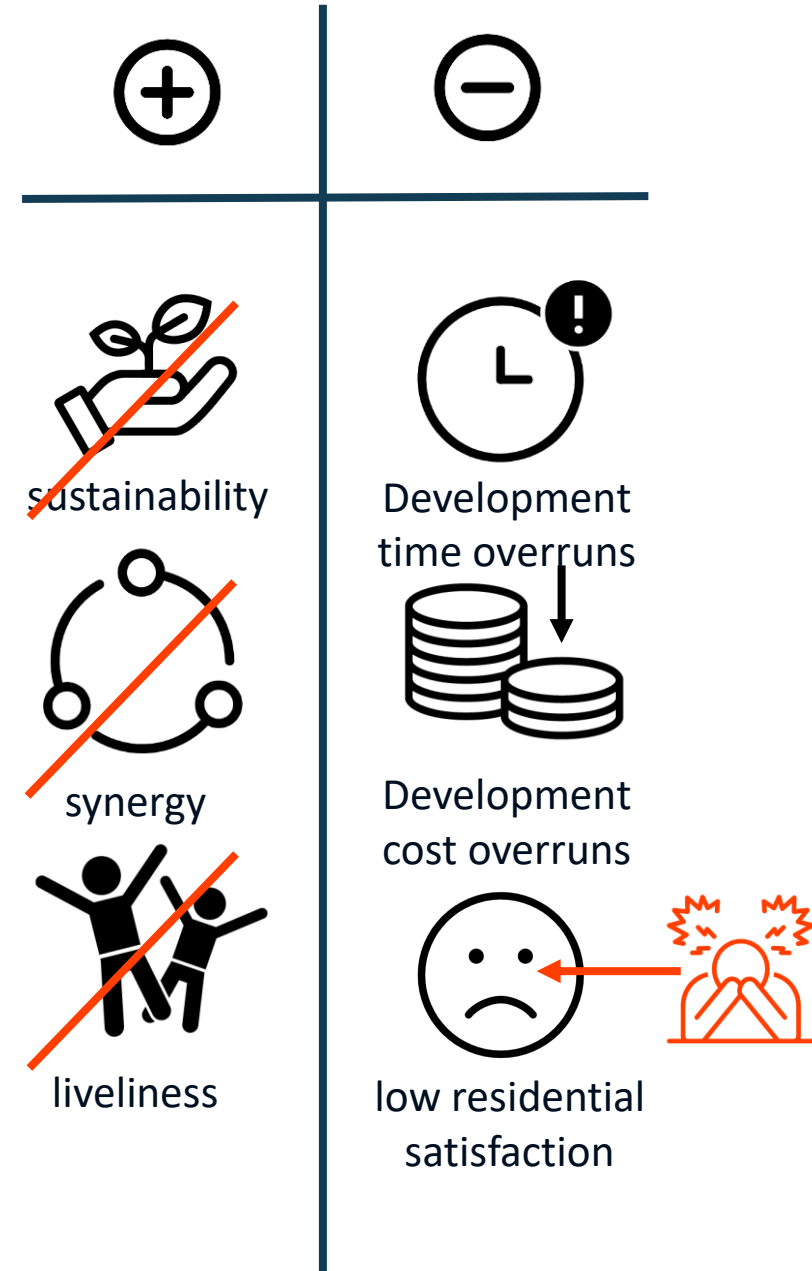 sustainability
synergy
liveliness
Development
time overruns
Development
cost overruns
low residential
satisfaction